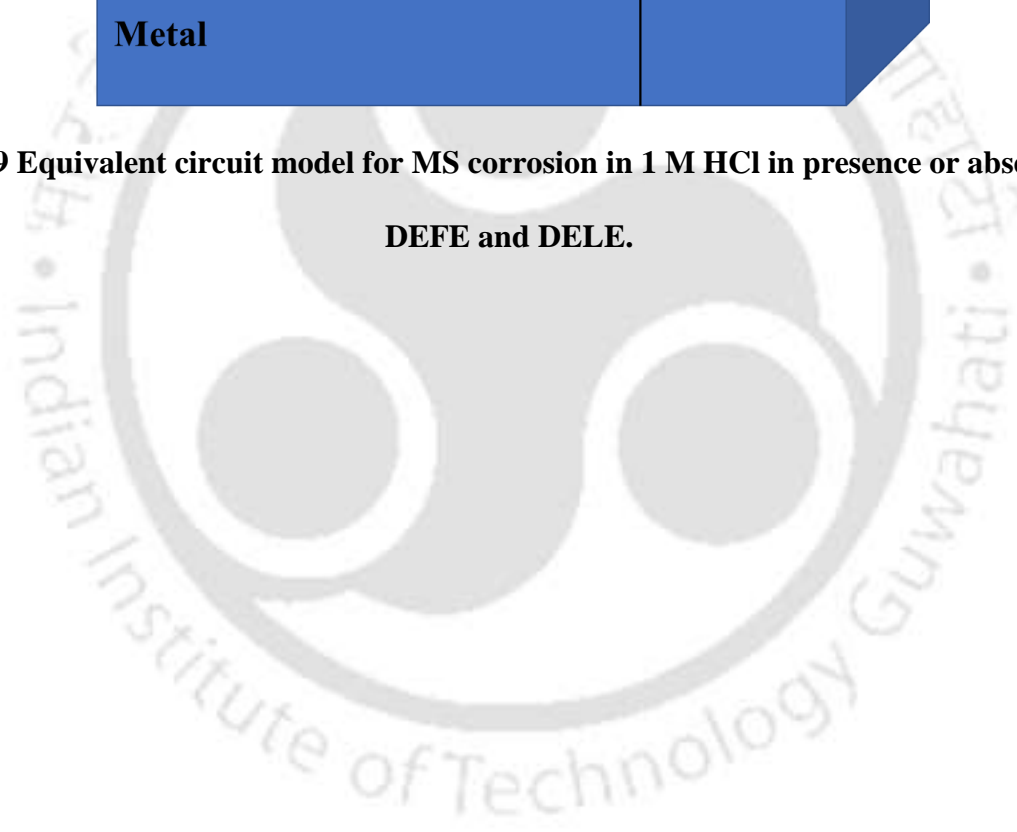 Metal
9 Equivalent circuit model for MS corrosion in 1 M HCl in presence or abse
DEFE and DELE.
Indian Institute of Technology Guwahati